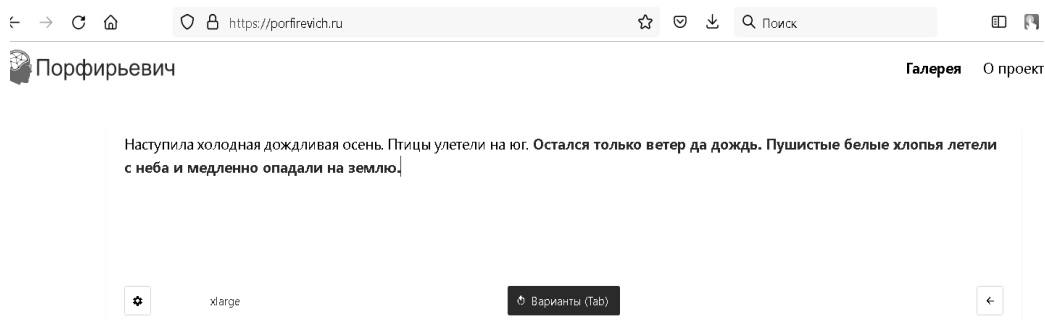 https://porfirevich.ru
Поиск
Порфирьевич
Галерея О проект
Наступила холодная дождливая осень. Птицы улетели на юг. Остался только ветер да дождь. Пушистые белые хлопья летели
с неба и медленно опадали на землю.
xlarge
Варианты (Tab)